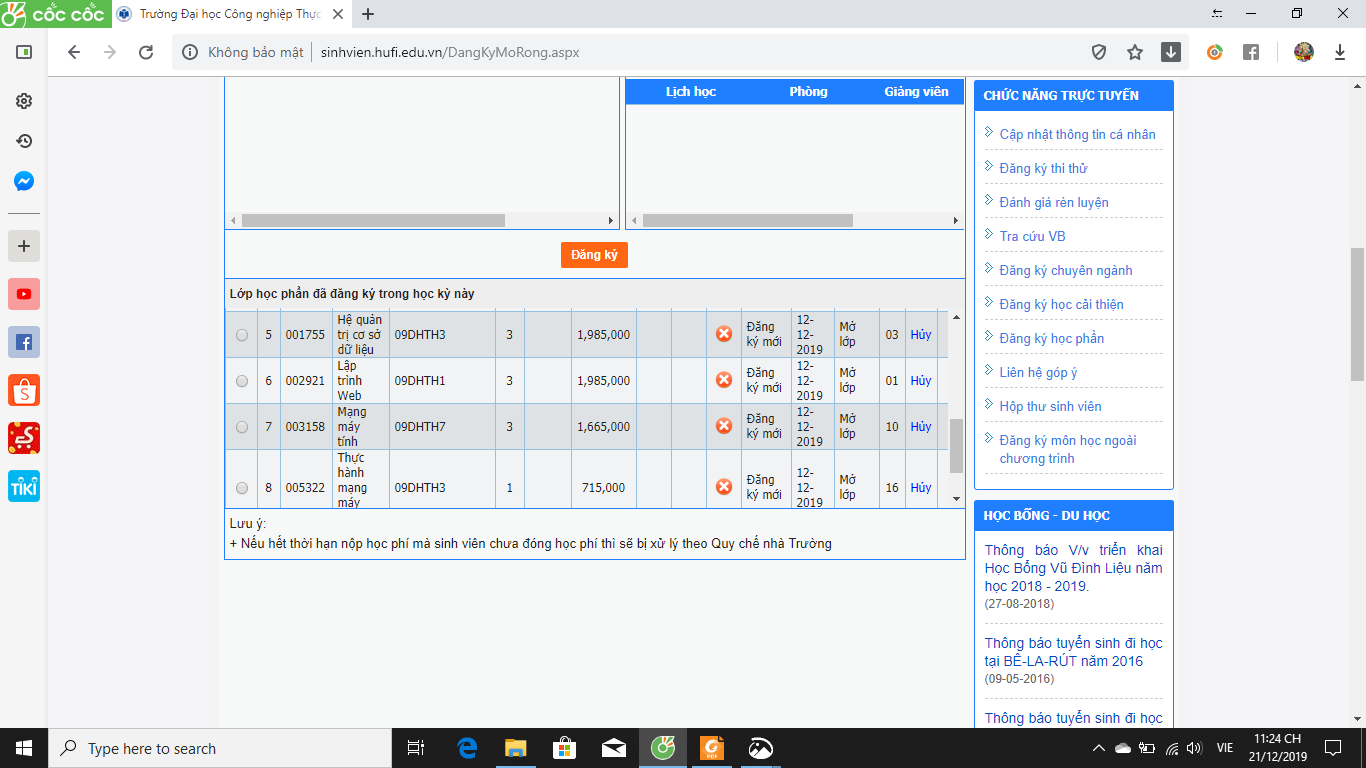 cốc cốc
Trường Đại học Công nghiệp Thực
Không bảo mật
sinhvien.hufi.edu.vn/DangKyMoRong.aspx
Lịch học Phòng Giảng viên
Đăng ký
Lớp học phần đã đăng ký trong học kỳ này
5 001755 Hệ quản trị cơ sở dữ liệu 09DHTH3 3 1,985,000 Đăng ký mới 12-12-2019 Mở lớp 03 Hủy
6 002921 Lập trình Web 09DHTH1 3 1,985,000 Đăng ký mới 12-12-2019 Mở lớp 01 Hủy
7 003158 Mạng máy tính 09DHTH7 3 1,665,000 Đăng ký mới 12-12-2019 Mở lớp 10 Hủy
8 005322 Thực hành mạng máy 09DHTH3 1 715,000 Đăng ký mới 12-12-2019 Mở lớp 16 Hủy
Lưu ý:
+ Nếu hết thời hạn nộp học phí mà sinh viên chưa đóng học phí thì sẽ bị xử lý theo Quy chế nhà Trường
CHỨC NĂNG TRỰC TUYẾN
Cập nhật thông tin cá nhân
Đăng ký thi thử
Đánh giá rèn luyện
Tra cứu VB
Đăng ký chuyên ngành
Đăng ký học cải thiện
Đăng ký học phần
Liên hệ góp ý
Hộp thư sinh viên
Đăng ký môn học ngoài
chương trình
HỌC BỔNG - DU HỌC
Thông báo V/v triển khai
Học Bổng Vũ Đình Liệu năm
học 2018 - 2019.
(27-08-2018)
Thông báo tuyển sinh đi học
tại BÊ-LA-RÚT năm 2016
(09-05-2016)
Thông báo tuyển sinh đi học
TIKI
Type here to search
PDF
VIE
11:24 CH
21/12/2019